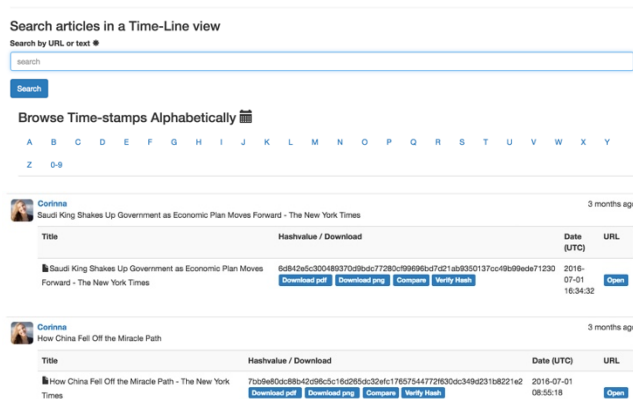 Search articles in a Time-Line view
Search by URL or text
search
Search
Browse Time-stamps Alphabetically
A B C D E F G H I J K L M N O P Q R S T U V W X Y
Z 0-9
Corinna 3 months ago
Saudi King Shakes Up Government as Economic Plan Moves Forward - The New York Times
Title Hashvalue / Download Date (UTC) URL
Saudi King Shakes Up Government as Economic Plan Moves Forward - The New York Times
6d842e5c300489370d9bdc77280cf99696bd7d21ab9350137cc49b99ede71230
Download pdf Download png Compare Verify Hash
2016-07-01 16:34:32
Open
Corinna 3 months ago
How China Fell Off the Miracle Path
Title Hashvalue / Download Date (UTC) URL
How China Fell Off the Miracle Path - The New York Times
7bb9e80dc88b42d96c5c16d265dc32efc17657544772f630dc349d231b8221e2
Download pdf Download png Compare Verify Hash
2016-07-01 08:55:18
Open